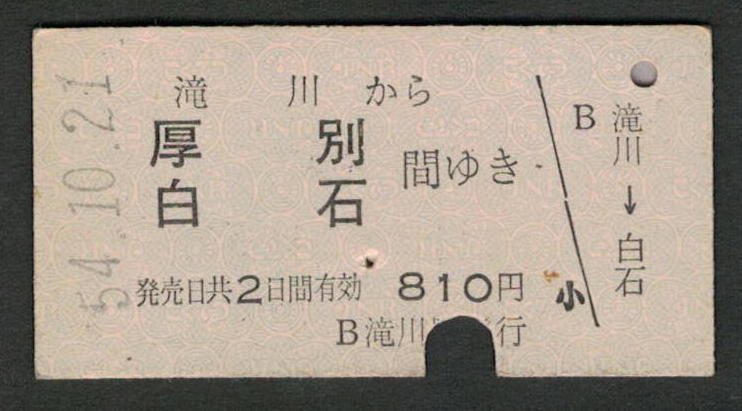 54.10.21
滝川から
厚別
白石
間ゆき
発売日共2日間有効 810円
小
B滝川 行
B
滝川→白石